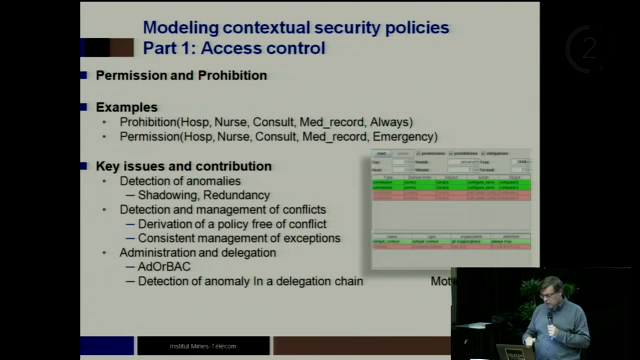 Modeling contextual security policies
Part 1: Access control
Permission and Prohibition
Examples
Prohibition(Hosp, Nurse, Consult, Med_record, Always)
Permission(Hosp, Nurse, Consult, Med_record, Emergency)
Key issues and contribution
Detection of anomalies
– Shadowing, Redundancy
Detection and management of conflicts
– Derivation of a policy free of conflict
– Consistent management of exceptions
Administration and delegation
– AdOrBAC
– Detection of anomaly In a delegation chain
Institut Mines-Télécom